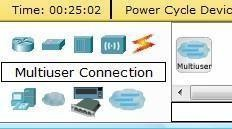 Time: 00:25:02 Power Cycle Devic
Multiuser Connection
Multiuser